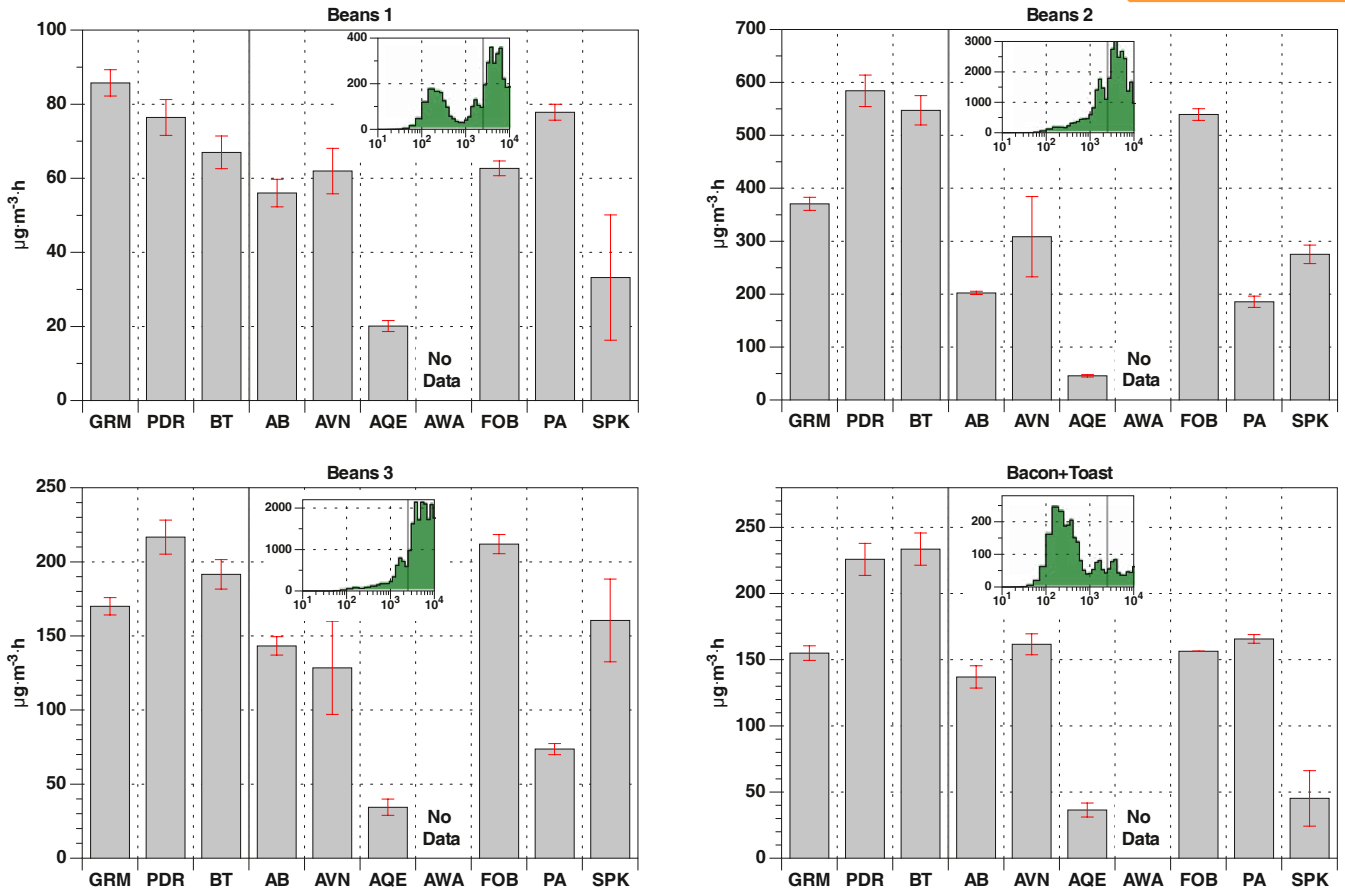 Beans 1
µg·m⁻³·h
100
80
60
40
20
0
400
200
0
10¹ 10² 10³ 10⁴
No
Data
GRM PDR BT AB AVN AQE AWA FOB PA SPK
Beans 2
µg·m⁻³·h
700
600
500
400
300
200
100
0
3000
2000
1000
0
10¹ 10² 10³ 10⁴
No
Data
GRM PDR BT AB AVN AQE AWA FOB PA SPK
Beans 3
µg·m⁻³·h
250
200
150
100
50
0
2000
1000
0
10¹ 10² 10³ 10⁴
No
Data
GRM PDR BT AB AVN AQE AWA FOB PA SPK
Bacon+Toast
µg·m⁻³·h
250
200
150
100
50
0
200
100
0
10¹ 10² 10³ 10⁴
No
Data
GRM PDR BT AB AVN AQE AWA FOB PA SPK